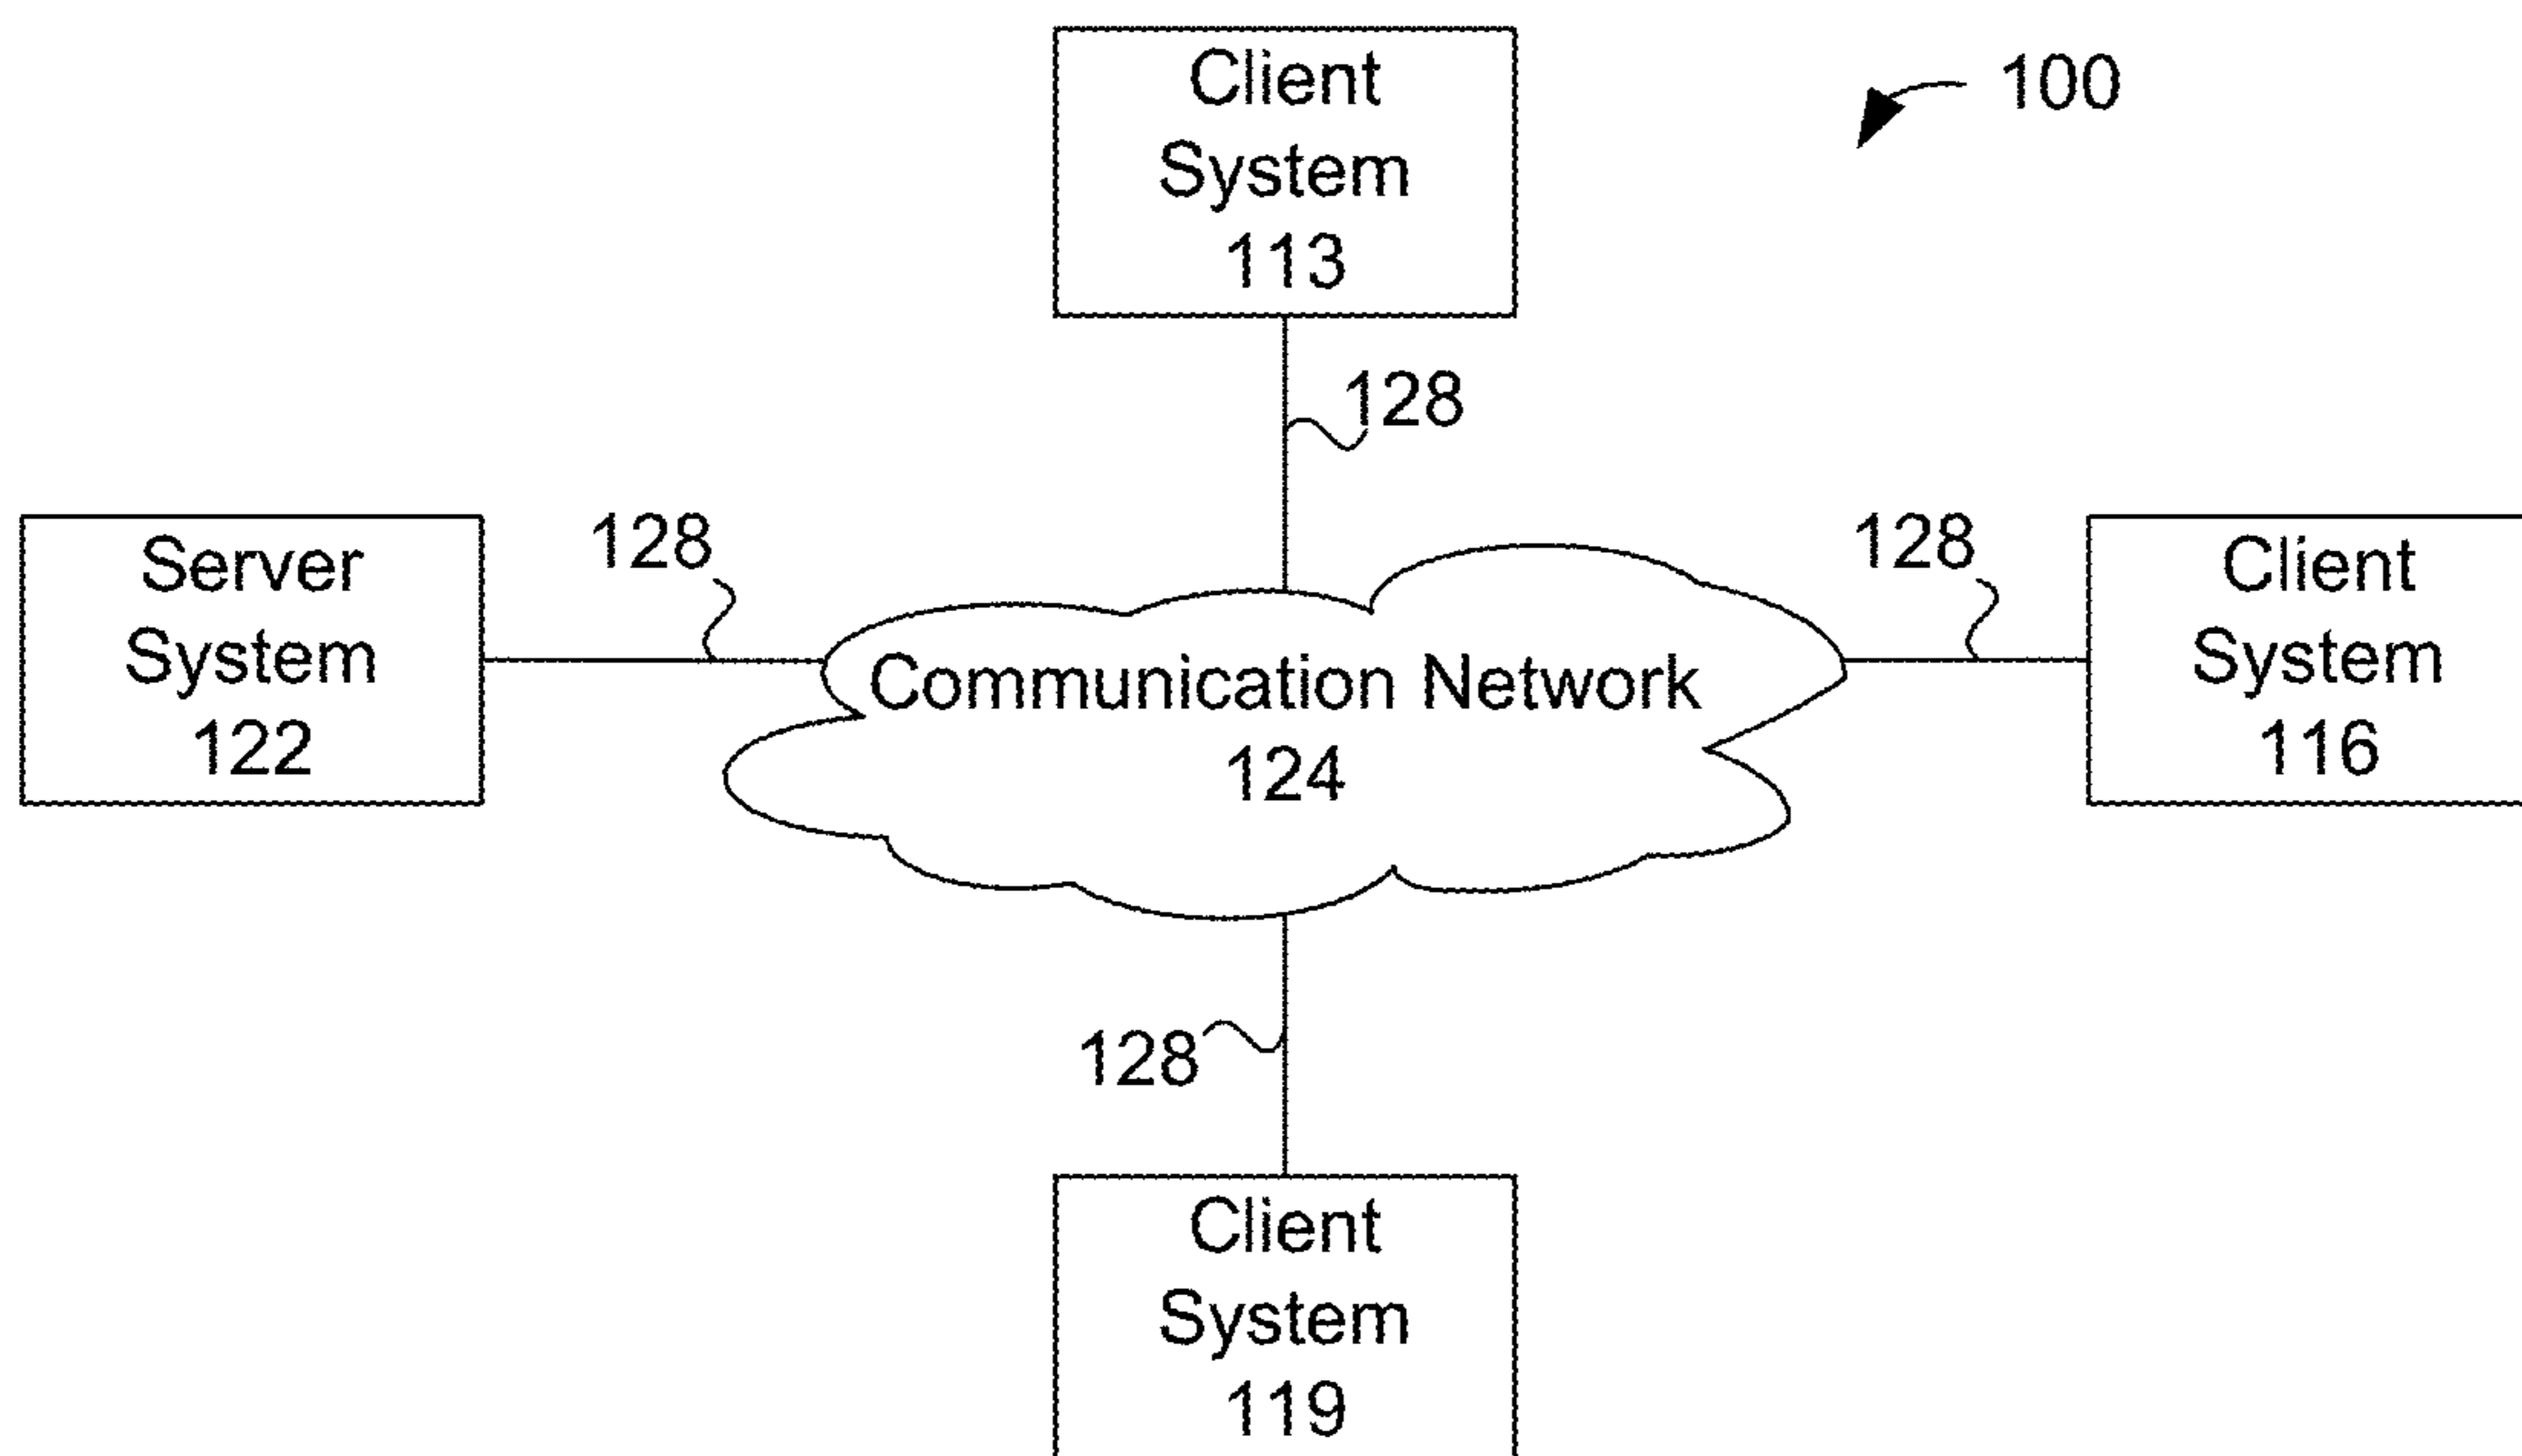 Client
System
113
100
128
Server
System
122
128
Communication Network
124
128
Client
System
116
128
Client
System
119